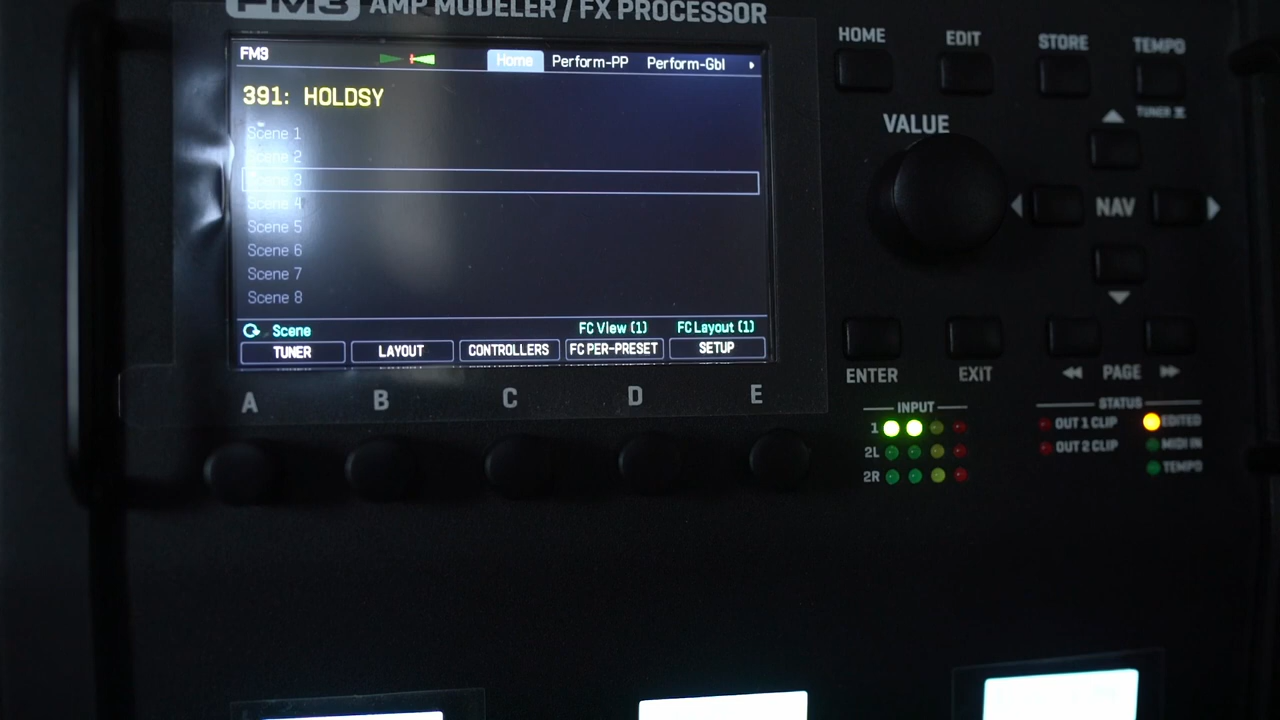 FM3 AMP MODELER / FX PROCESSOR
FM3
Home Perform-PP Perform-Gbl
391: HOLDSY
Scene 1
Scene 2
Scene 3
Scene 4
Scene 5
Scene 6
Scene 7
Scene 8
Scene FC View (1) FC Layout (1)
TUNER LAYOUT CONTROLLERS FC PER-PRESET SETUP
A B C D E
HOME EDIT STORE TEMPO
TUNER
VALUE
NAV
ENTER EXIT PAGE
INPUT
1
2L
2R
STATUS
OUT 1 CLIP EDITED
OUT 2 CLIP MIDI IN
TEMPO